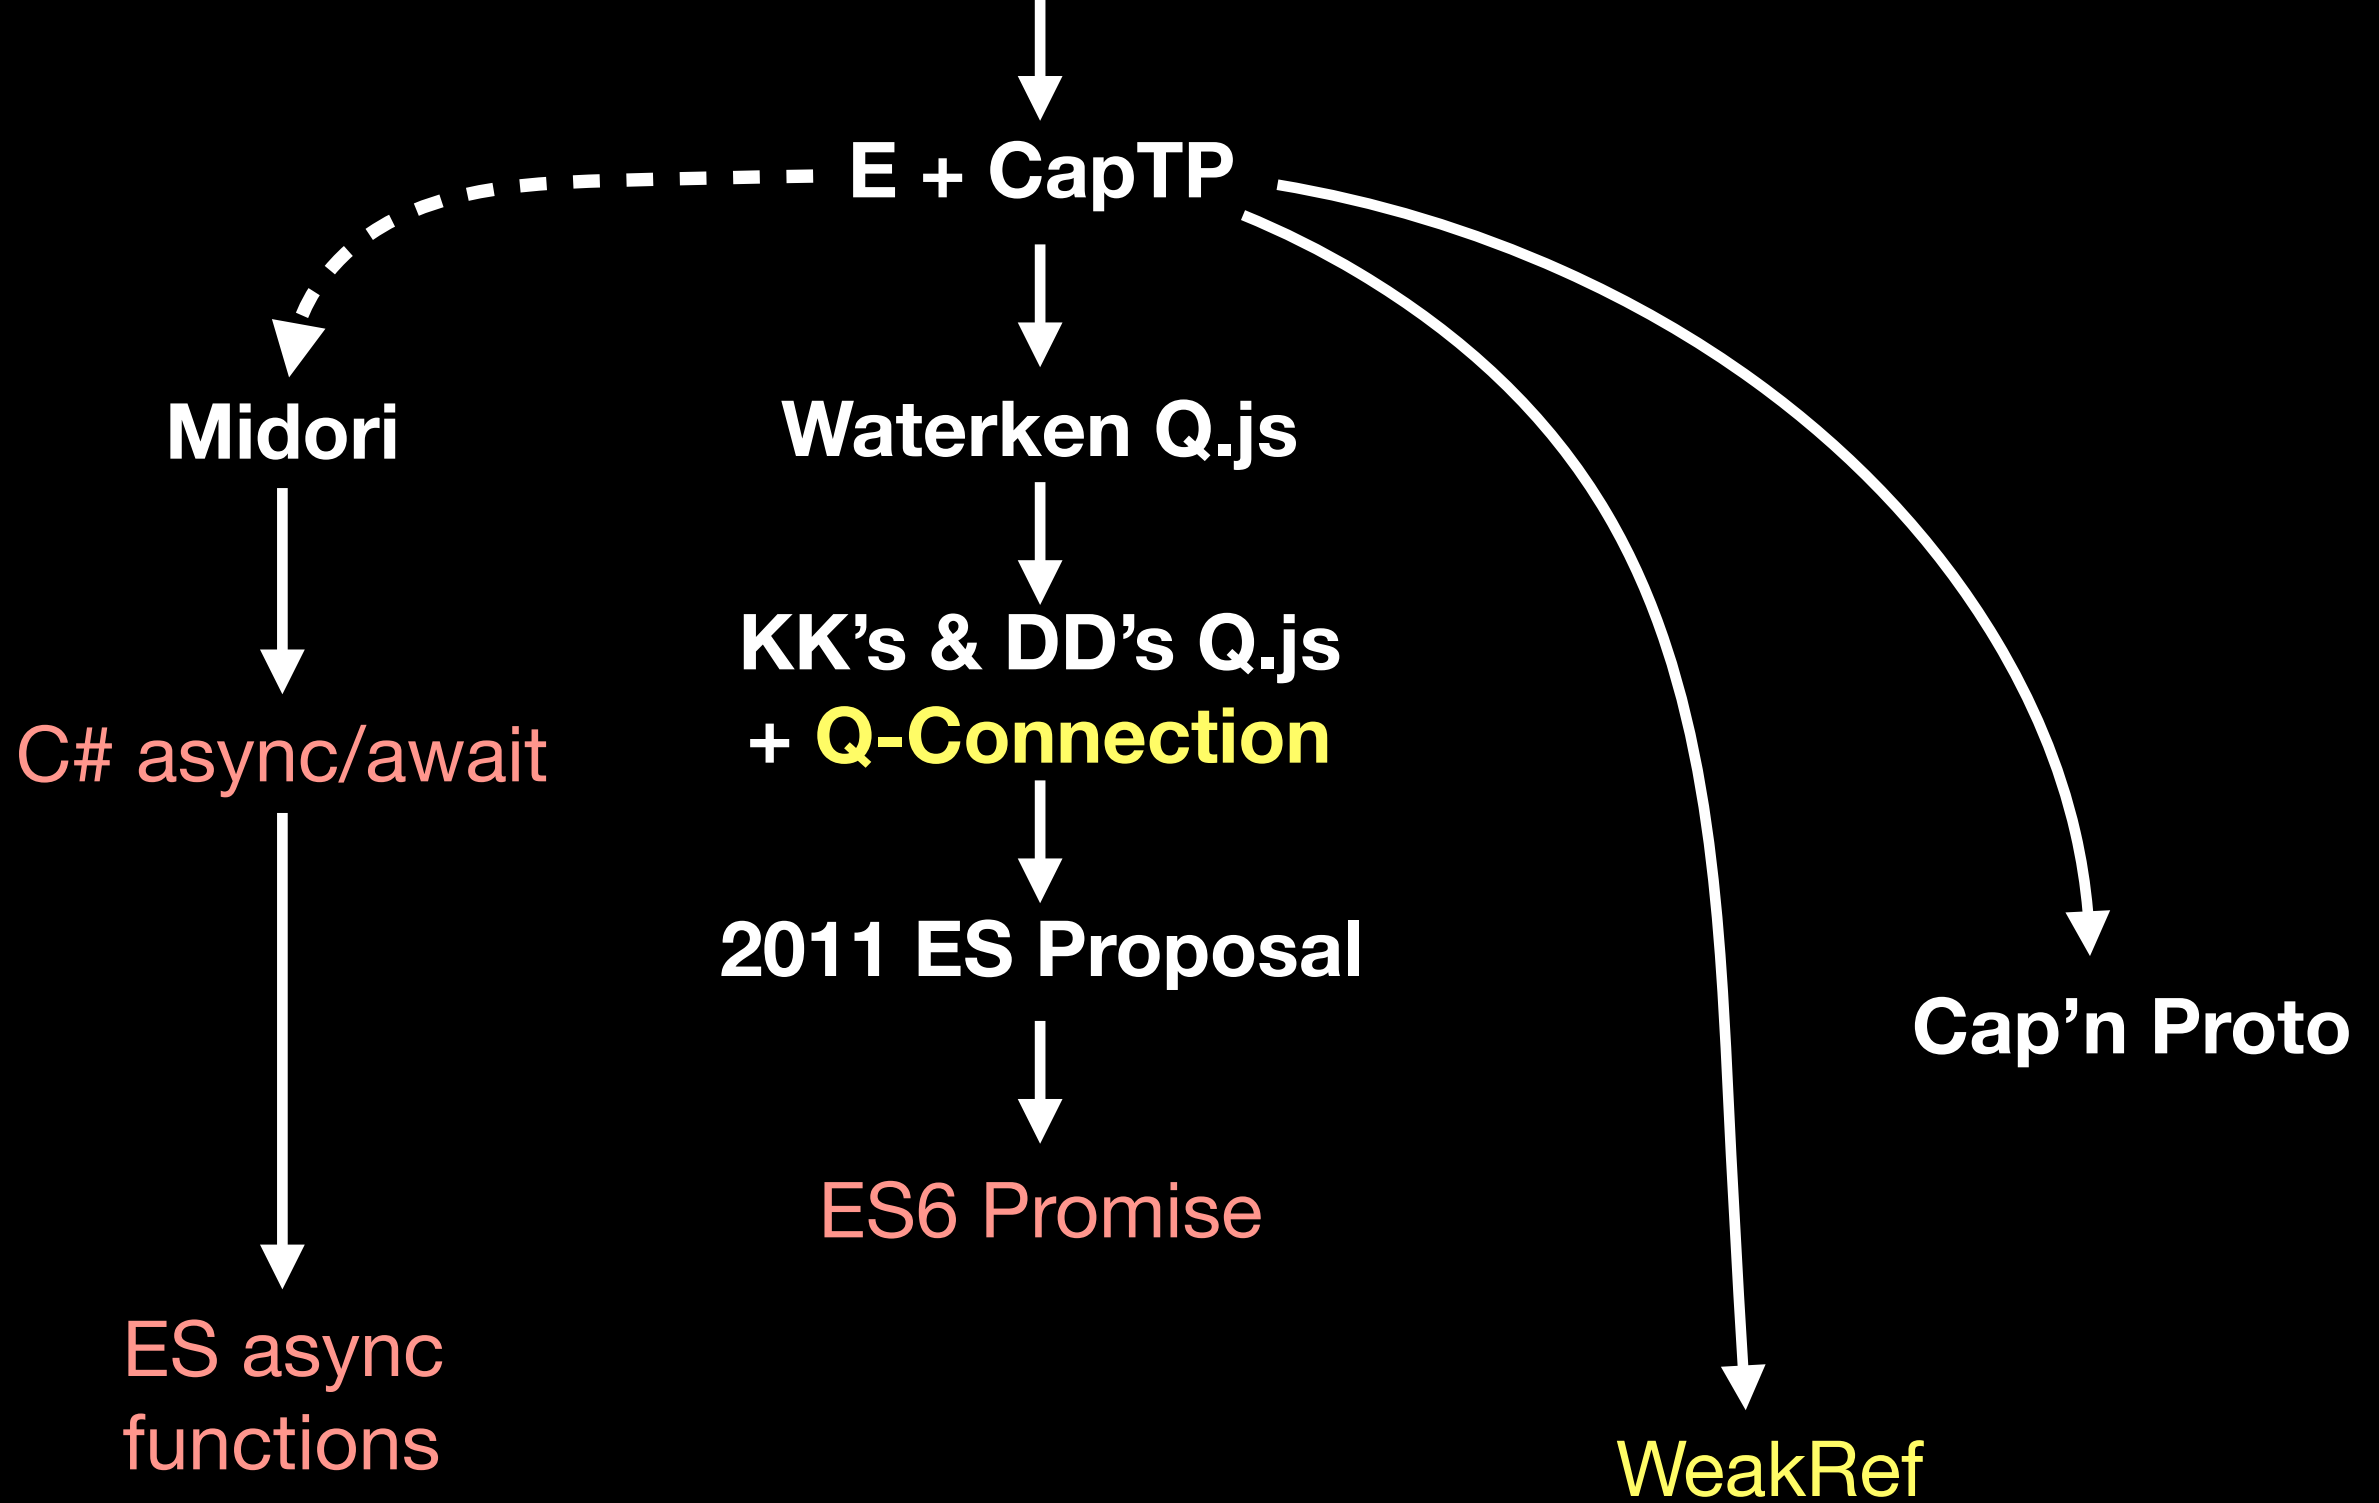 E + CapTP
Midori
Waterken Q.js
KK’s & DD’s Q.js
+ Q-Connection
C# async/await
2011 ES Proposal
Cap’n Proto
ES6 Promise
ES async
functions
WeakRef